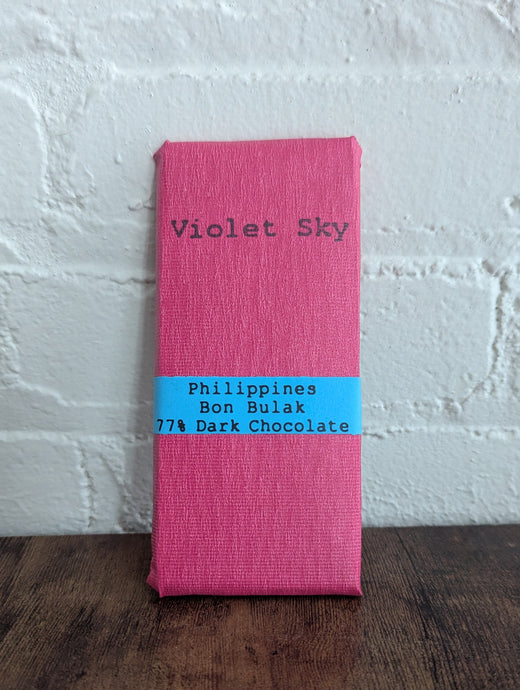 Violet Sky
Philippines
Bon Bulak
77% Dark Chocolate